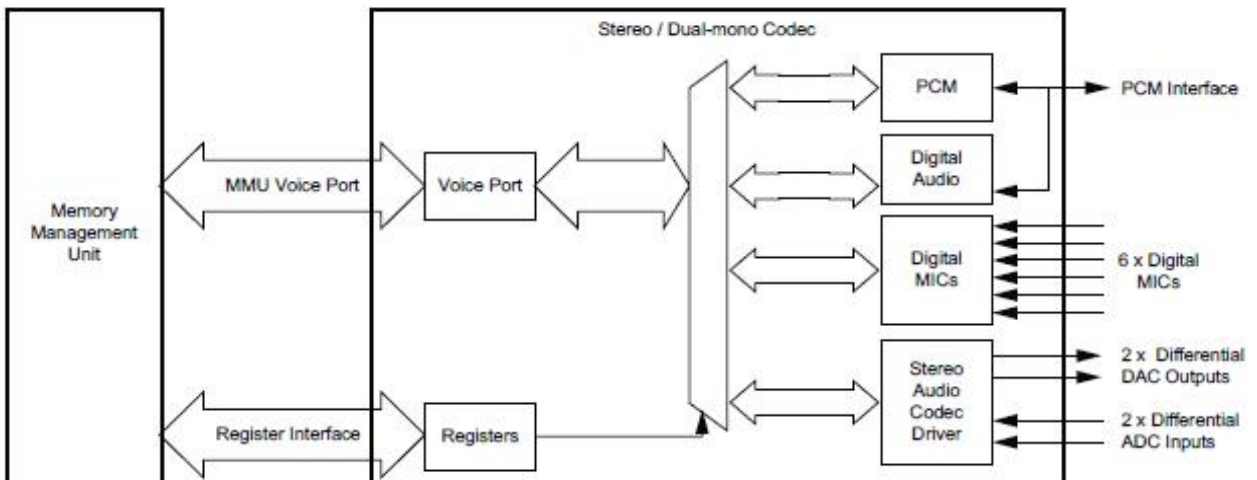 Stereo / Dual-mono Codec
PCM
PCM Interface
Digital
Audio
MMU Voice Port
Voice Port
Memory
Management
Unit
Digital
MICs
6 x Digital
MICs
Stereo
Audio
Codec
Driver
2 x Differential
DAC Outputs
2 x Differential
ADC Inputs
Register Interface
Registers